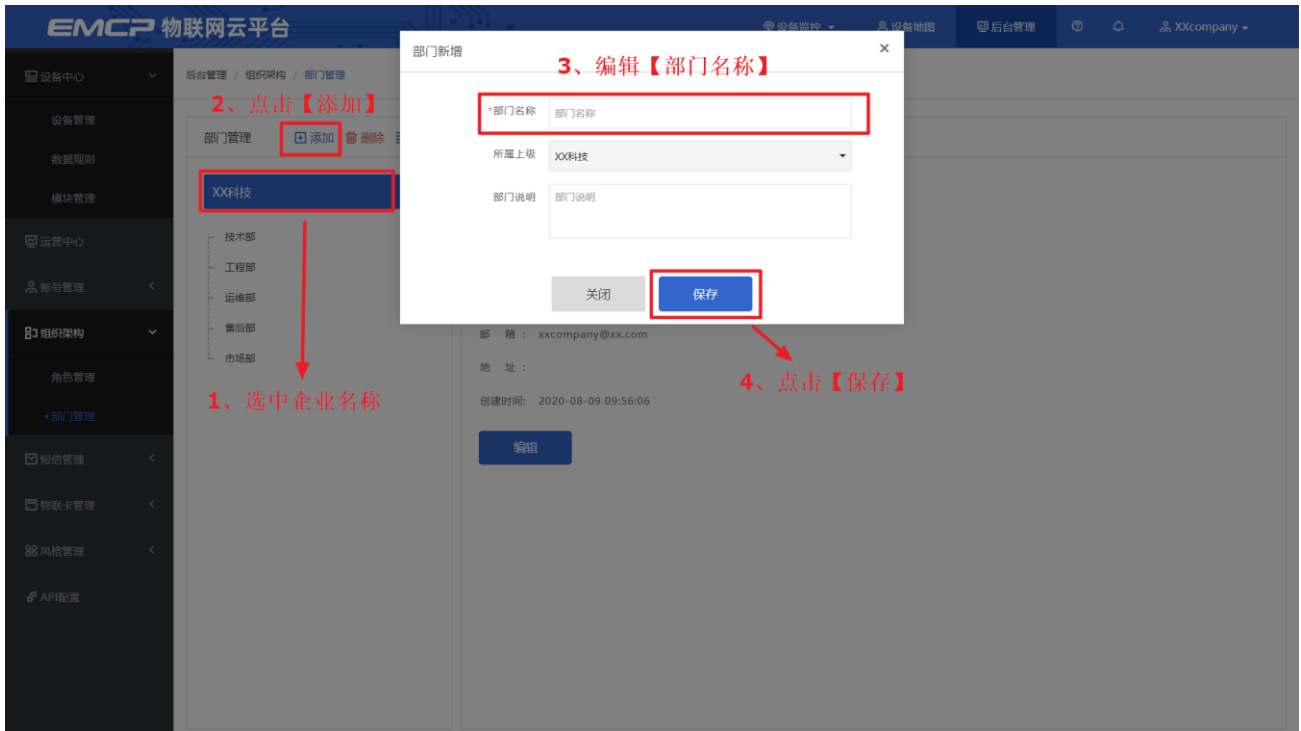 EMCP 物联网云平台
设备监控
设备地图
后台管理
XXcompany
设备中心
设备管理
数据规则
模块管理
运营中心
账号管理
组织架构
角色管理
部门管理
短信管理
物联卡管理
风格管理
API配置
后台管理 / 组织架构 / 部门管理
2、点击【添加】
部门管理
添加
删除
XX科技
技术部
工程部
运维部
售后部
市场部
1、选中企业名称
部门新增
×
3、编辑【部门名称】
*部门名称
部门名称
所属上级
XX科技
部门说明
部门说明
关闭
保存
邮 箱: xxcompany@xx.com
地 址:
4、点击【保存】
创建时间: 2020-08-09 09:56:06
编辑